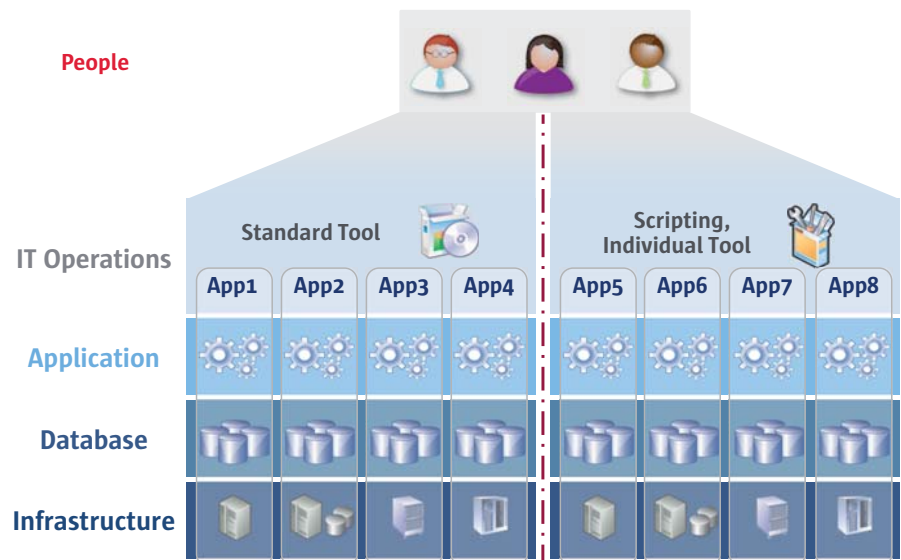 People
Standard Tool
Scripting,
Individual Tool
IT Operations
App1 App2 App3 App4 App5 App6 App7 App8
Application
Database
Infrastructure